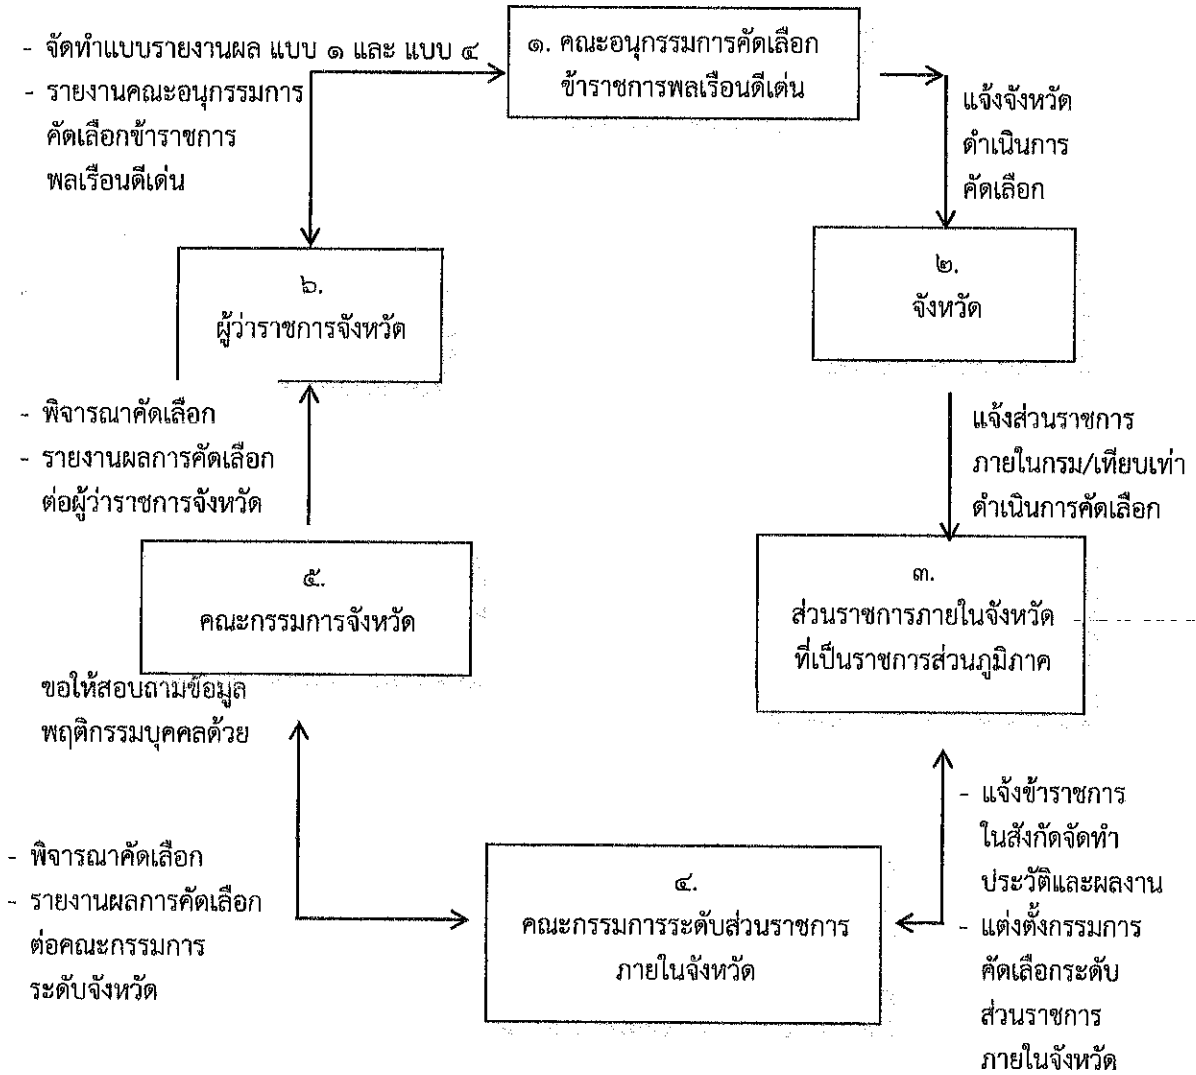 - จัดทำแบบรายงานผล แบบ ๑ และ แบบ ๔
- รายงานคณะอนุกรรมการ
คัดเลือกข้าราชการ
พลเรือนดีเด่น
๑. คณะอนุกรรมการคัดเลือก
ข้าราชการพลเรือนดีเด่น
แจ้งจังหวัด
ดำเนินการ
คัดเลือก
๒.
จังหวัด
แจ้งส่วนราชการ
ภายในกรม/เทียบเท่า
ดำเนินการคัดเลือก
๓.
ส่วนราชการภายในจังหวัด
ที่เป็นราชการส่วนภูมิภาค
- แจ้งข้าราชการ
ในสังกัดจัดทำ
ประวัติและผลงาน
- แต่งตั้งกรรมการ
คัดเลือกระดับ
ส่วนราชการ
ภายในจังหวัด
๔.
คณะกรรมการระดับส่วนราชการ
ภายในจังหวัด
- พิจารณาคัดเลือก
- รายงานผลการคัดเลือก
ต่อคณะกรรมการ
ระดับจังหวัด
๕.
คณะกรรมการจังหวัด
ขอให้สอบถามข้อมูล
พฤติกรรมบุคคลด้วย
- พิจารณาคัดเลือก
- รายงานผลการคัดเลือก
ต่อผู้ว่าราชการจังหวัด
๖.
ผู้ว่าราชการจังหวัด